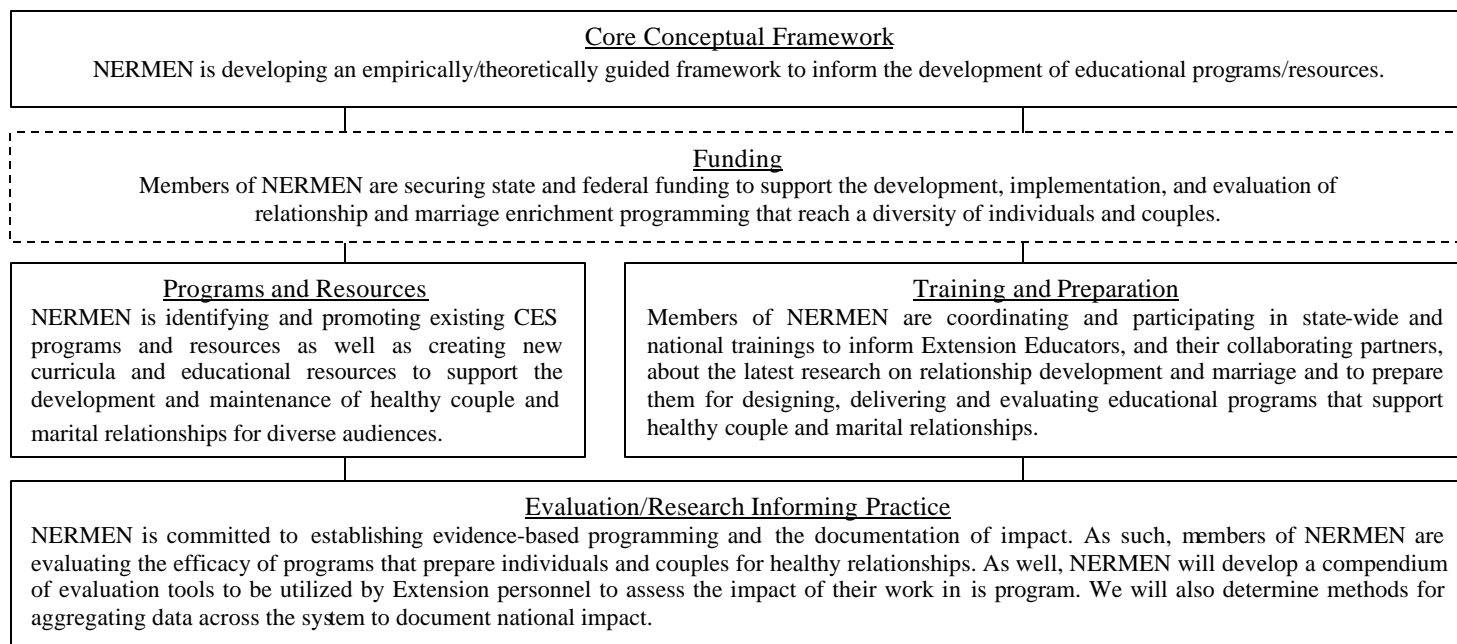 Core Conceptual Framework
NERMEN is developing an empirically/theoretically guided framework to inform the development of educational programs/resources.
Funding
Members of NERMEN are securing state and federal funding to support the development, implementation, and evaluation of
relationship and marriage enrichment programming that reach a diversity of individuals and couples.
Programs and Resources
NERMEN is identifying and promoting existing CES
programs and resources as well as creating new
curricula and educational resources to support the
development and maintenance of healthy couple and
marital relationships for diverse audiences.
Training and Preparation
Members of NERMEN are coordinating and participating in state-wide and
national trainings to inform Extension Educators, and their collaborating partners,
about the latest research on relationship development and marriage and to prepare
them for designing, delivering and evaluating educational programs that support
healthy couple and marital relationships.
Evaluation/Research Informing Practice
NERMEN is committed to establishing evidence-based programming and the documentation of impact. As such, members of NERMEN are
evaluating the efficacy of programs that prepare individuals and couples for healthy relationships. As well, NERMEN will develop a compendium
of evaluation tools to be utilized by Extension personnel to assess the impact of their work in is program. We will also determine methods for
aggregating data across the system to document national impact.